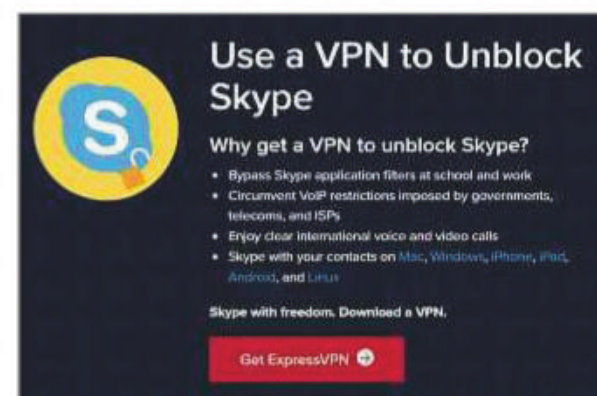 S
Use a VPN to Unblock
Skype
Why get a VPN to unblock Skype?
• Bypass Skype application filters at school and work
• Circumvent VoIP restrictions imposed by governments,
telecoms, and ISPs
• Enjoy clear international voice and video calls
• Skype with your contacts on Mac, Windows, iPhone, iPad,
Android, and Linux
Skype with freedom. Download a VPN.
Get ExpressVPN